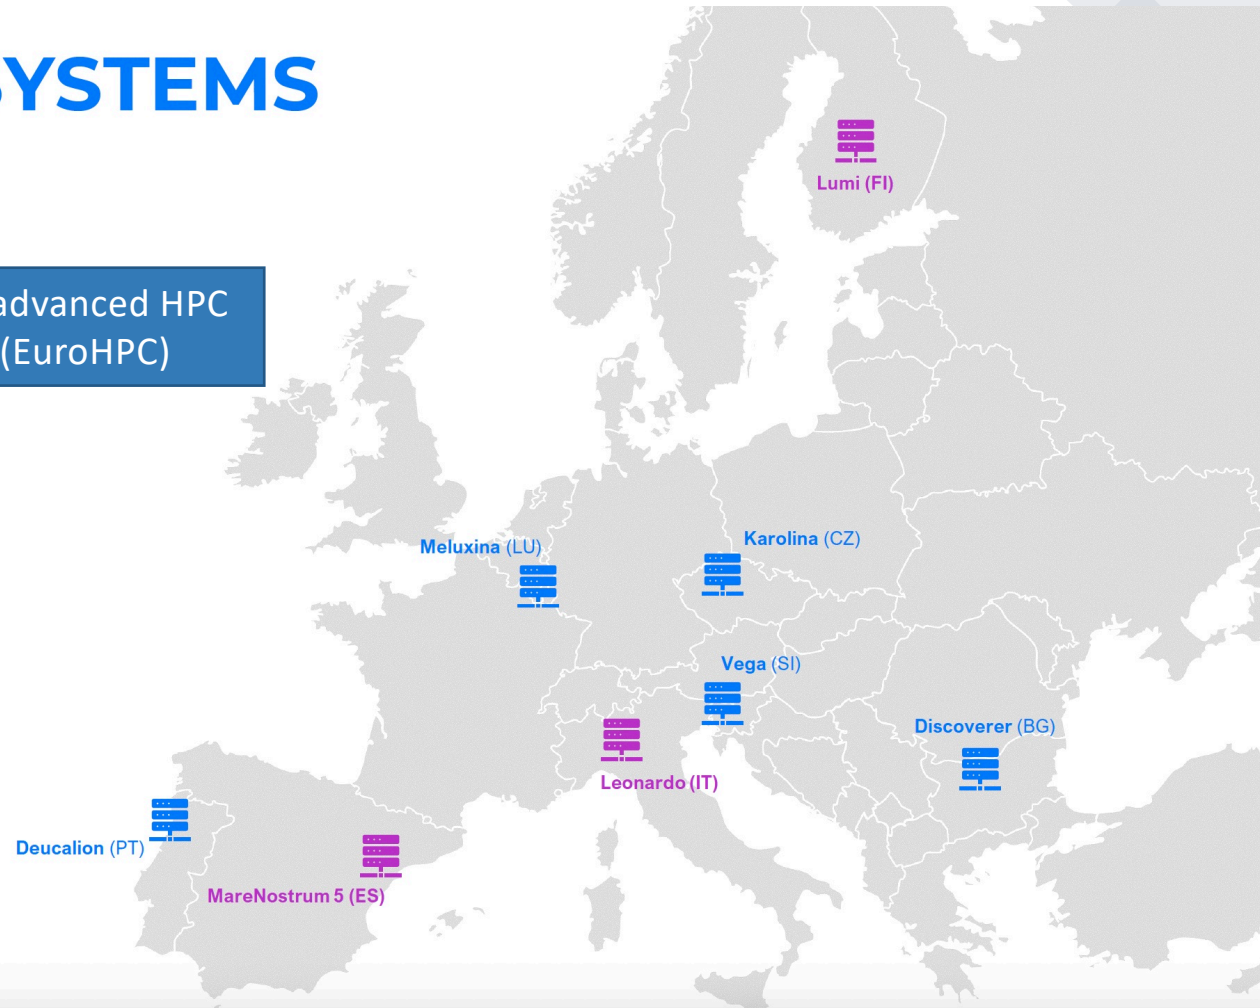 SYSTEMS
advanced HPC
(EuroHPC)
Lumi (FI)
Meluxina (LU)
Karolina (CZ)
Vega (SI)
Discoverer (BG)
Leonardo (IT)
Deucalion (PT)
MareNostrum 5 (ES)